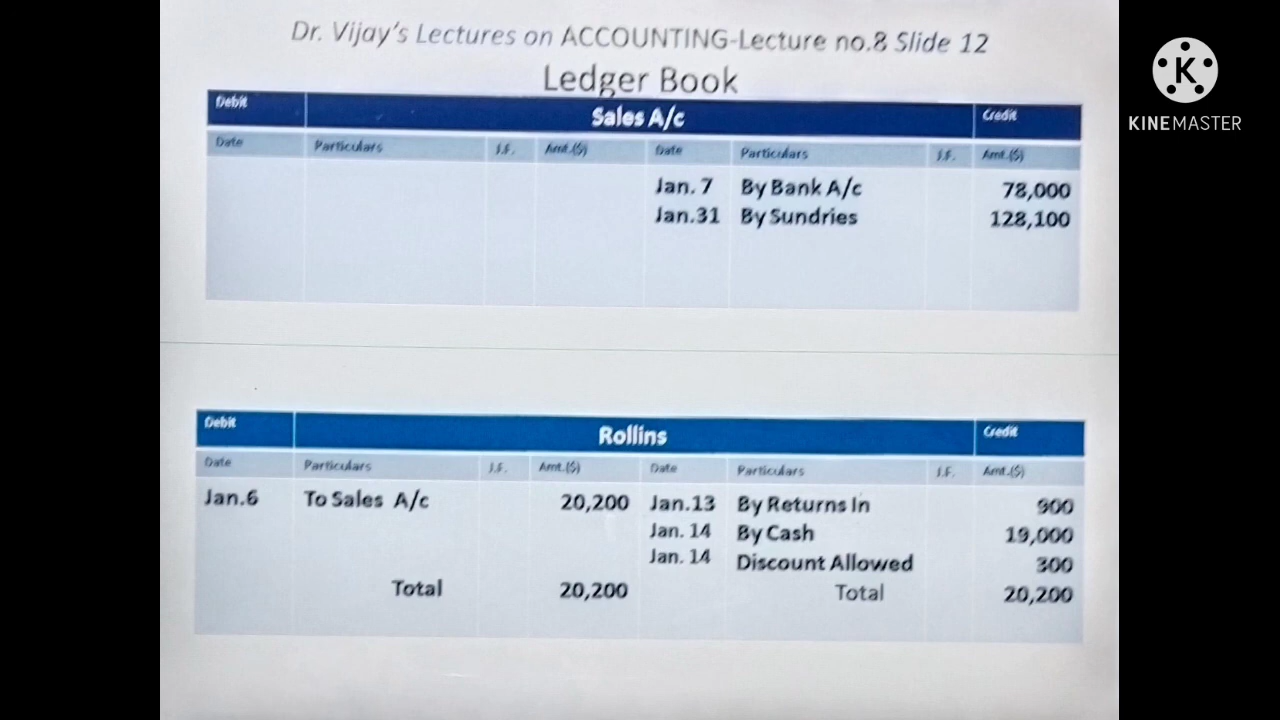 Dr. Vijay's Lectures on ACCOUNTING-Lecture no.8 Slide 12
Ledger Book
Debit Sales A/c Credit
Date Particulars J.F. Amt.($) Date Particulars J.F. Amt.($)
Jan. 7 By Bank A/c 78,000
Jan.31 By Sundries 128,100
Debit Rollins Credit
Date Particulars J.F. Amt.($) Date Particulars J.F. Amt.($)
Jan.6 To Sales A/c 20,200 Jan.13 By Returns In 900
Jan. 14 By Cash 19,000
Jan. 14 Discount Allowed 300
Total 20,200 Total 20,200
K
KINEMASTER